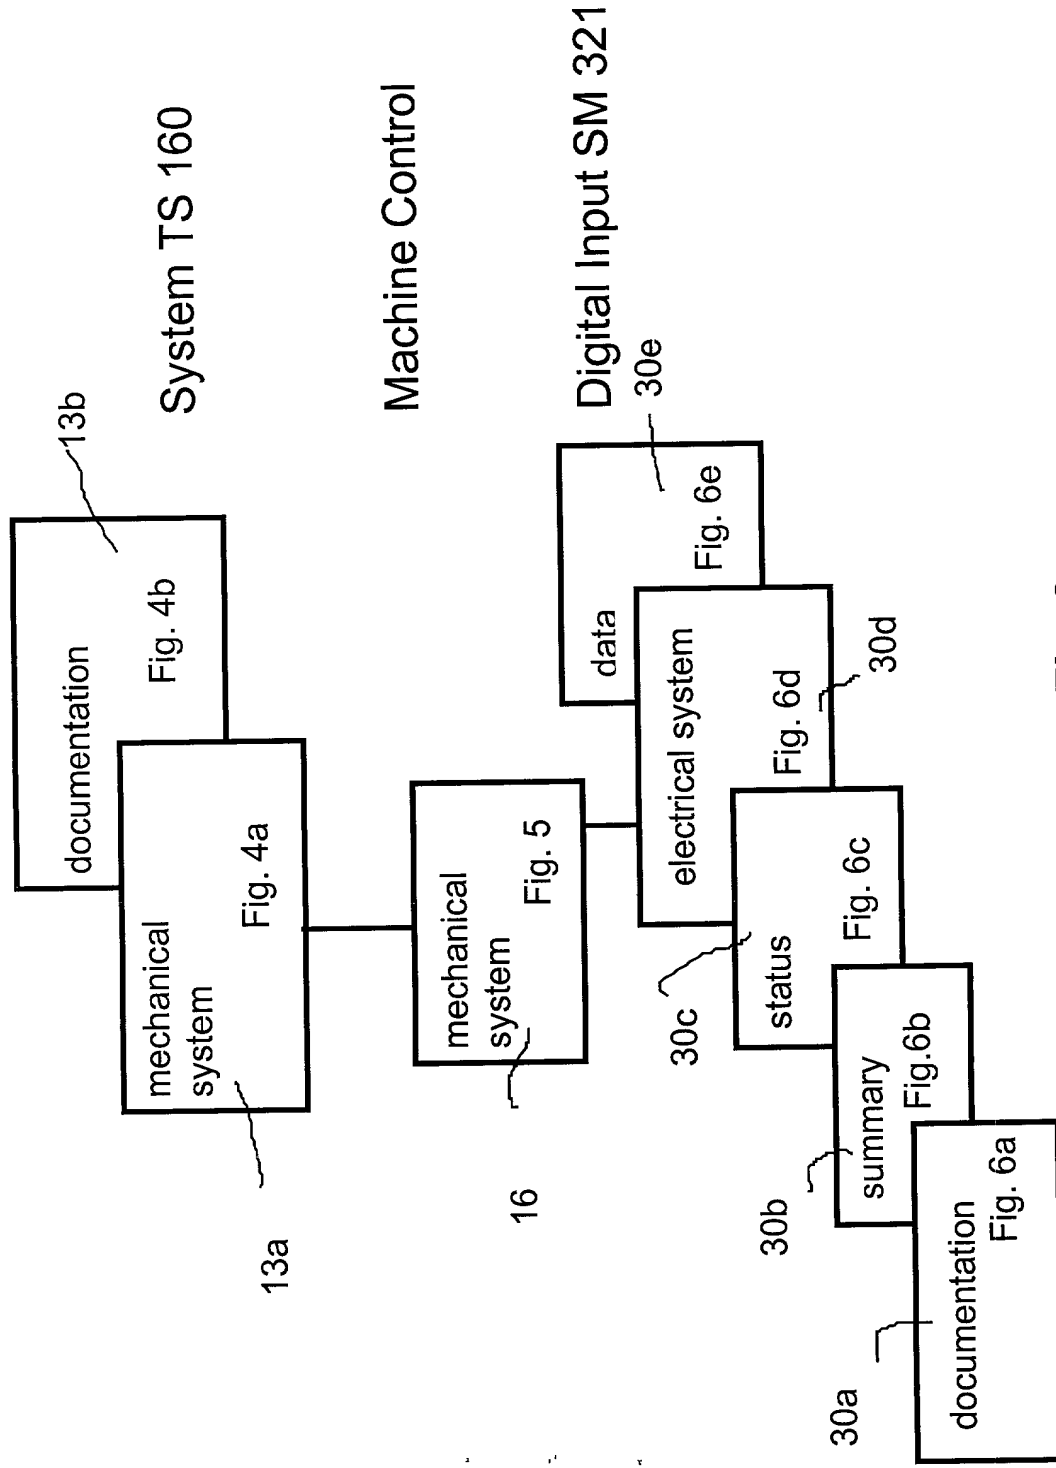 documentation
13b
Fig. 4b
System TS 160
mechanical
system
Fig. 4a
13a
Machine Control
mechanical
system
Fig. 5
16
Digital Input SM 321
data
30e
Fig. 6e
electrical system
Fig. 6d
30d
30c
status
Fig. 6c
30b
summary
Fig.6b
30a
documentation
Fig. 6a